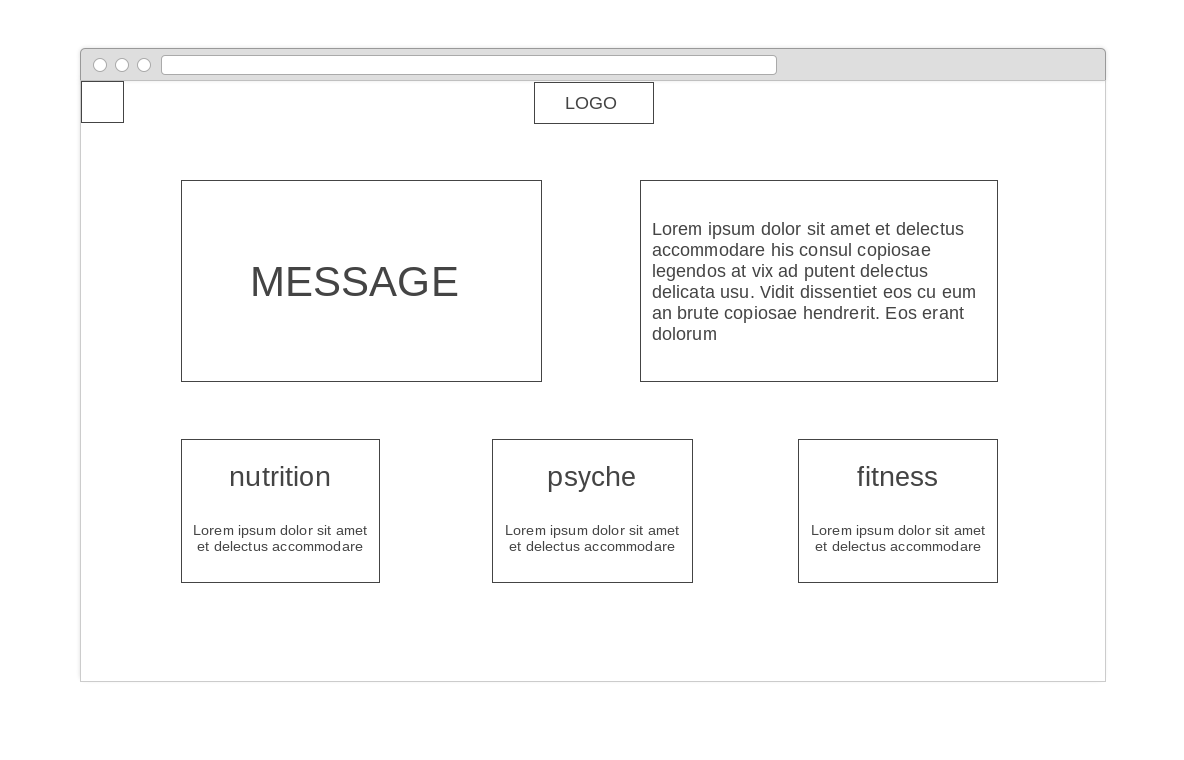 LOGO
MESSAGE
Lorem ipsum dolor sit amet et delectus
accommodare his consul copiosae
legendos at vix ad putent delectus
delicata usu. Vidit dissentiet eos cu eum
an brute copiosae hendrerit. Eos erant
dolorum
nutrition
Lorem ipsum dolor sit amet
et delectus accommodare
psyche
Lorem ipsum dolor sit amet
et delectus accommodare
fitness
Lorem ipsum dolor sit amet
et delectus accommodare